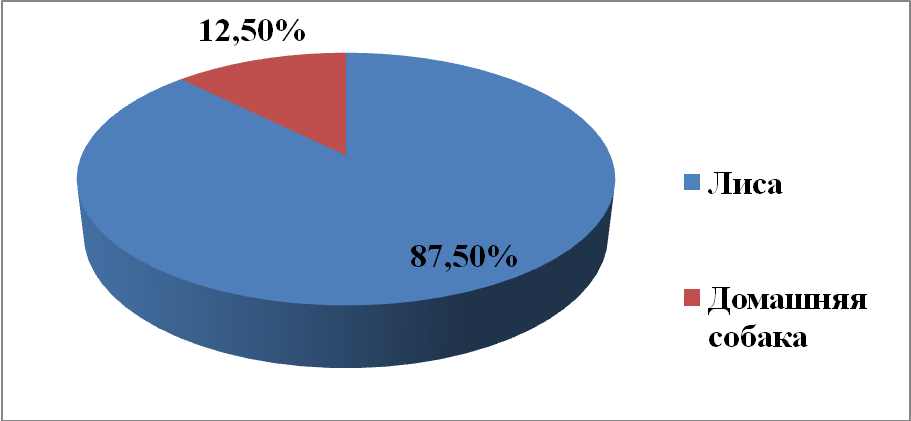 12,50%
87,50%
Лиса
Домашняя
собака